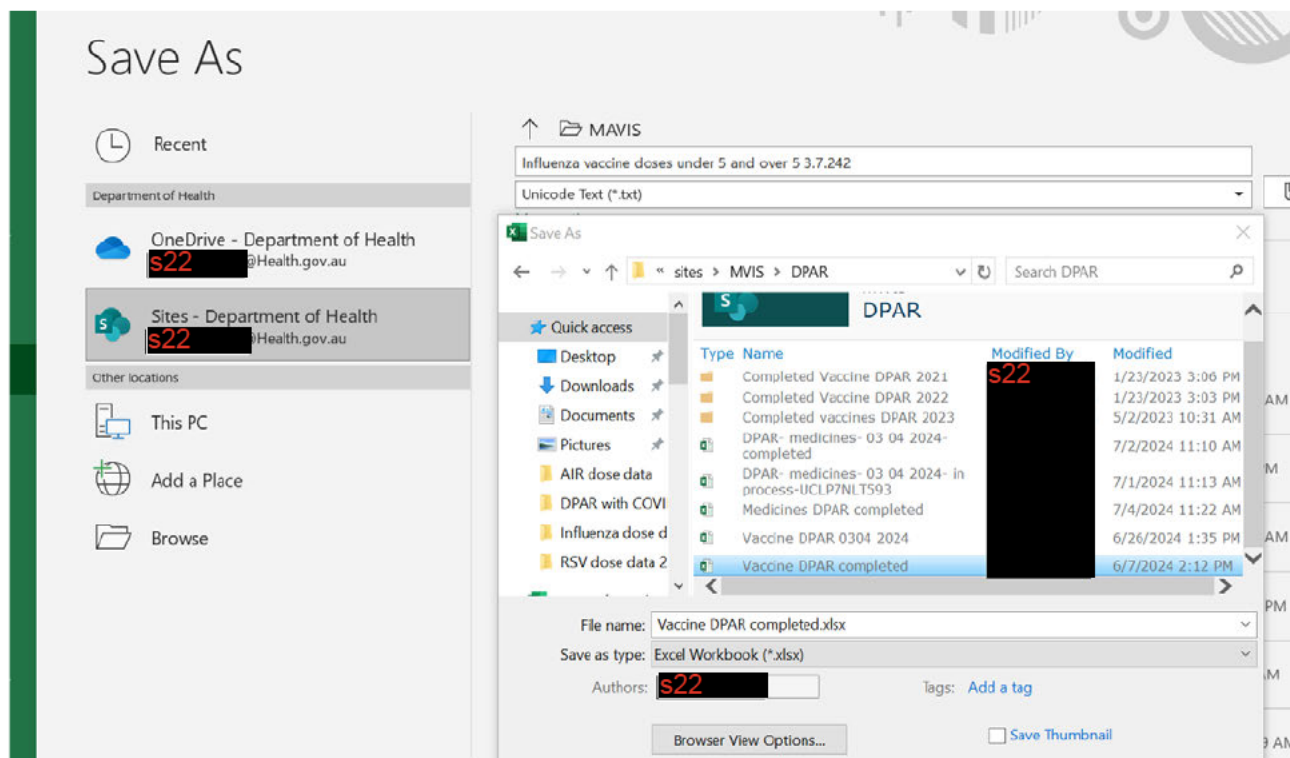 Save As
Recent
Department of Health
OneDrive - Department of Health
s22 @Health.gov.au
Sites - Department of Health
s22 @Health.gov.au
Other locations
This PC
Add a Place
Browse
MAVIS
Influenza vaccine doses under 5 and over 5 3.7.242
Unicode Text (*.txt)
Save As
« sites > MVIS > DPAR
Search DPAR
Quick access
Desktop
Downloads
Documents
Pictures
AIR dose data
DPAR with COVI
Influenza dose d
RSV dose data 2
DPAR
Type Name Modified By Modified
s22
Completed Vaccine DPAR 2021 1/23/2023 3:06 PM
Completed Vaccine DPAR 2022 1/23/2023 3:03 PM
Completed vaccines DPAR 2023 5/2/2023 10:31 AM
DPAR- medicines- 03 04 2024-
completed 7/2/2024 11:10 AM
DPAR- medicines- 03 04 2024- in
process-UCLP7NLT593 7/1/2024 11:13 AM
Medicines DPAR completed 7/4/2024 11:22 AM
Vaccine DPAR 0304 2024 6/26/2024 1:35 PM
Vaccine DPAR completed 6/7/2024 2:12 PM
File name: Vaccine DPAR completed.xlsx
Save as type: Excel Workbook (*.xlsx)
Authors: s22
Tags: Add a tag
Browser View Options...
Save Thumbnail
AM
AM
PM